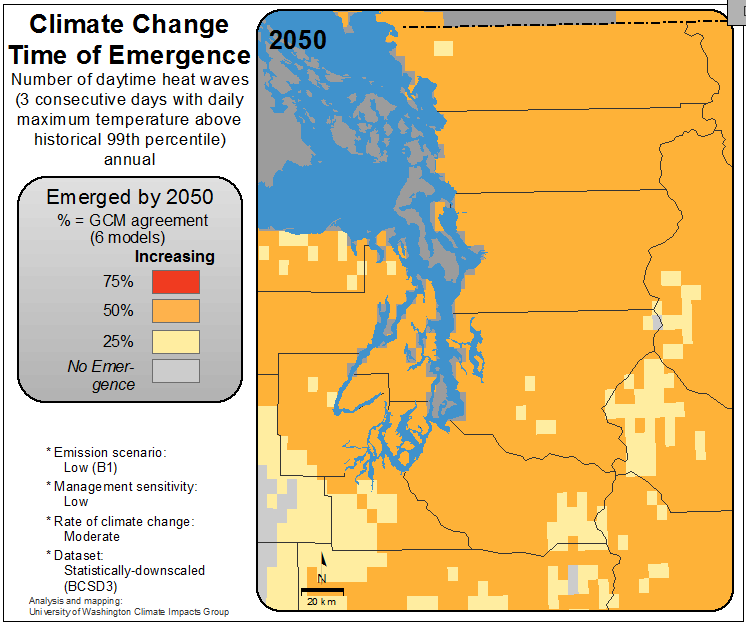 Climate Change
Time of Emergence
Number of daytime heat waves
(3 consecutive days with daily
maximum temperature above
historical 99th percentile)
annual
Emerged by 2050
% = GCM agreement
(6 models)
Increasing
75%
50%
25%
No Emer-
gence
* Emission scenario:
Low (B1)
* Management sensitivity:
Low
* Rate of climate change:
Moderate
* Dataset:
Statistically-downscaled
(BCSD3)
Analysis and mapping:
University of Washington Climate Impacts Group
2050
N
20 km